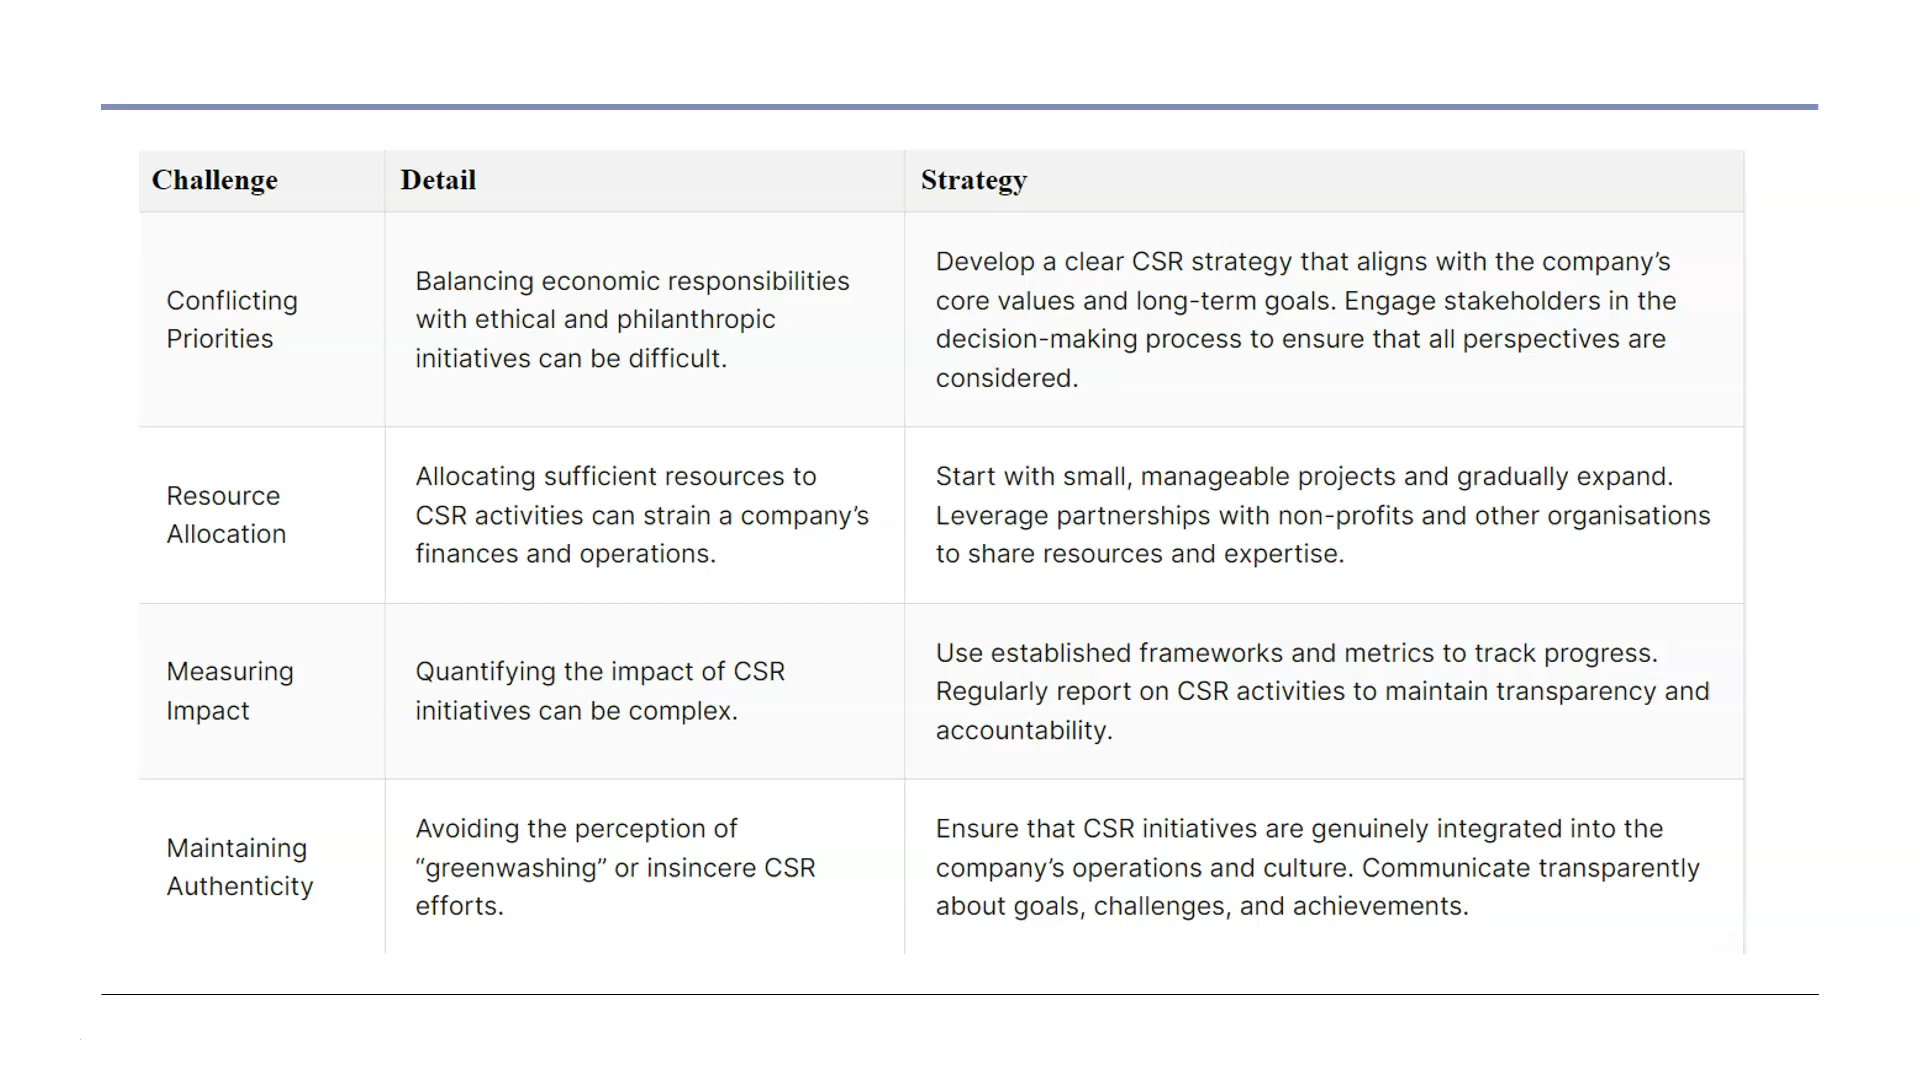 Challenge
Detail
Strategy
Conflicting
Priorities
Balancing economic responsibilities
with ethical and philanthropic
initiatives can be difficult.
Develop a clear CSR strategy that aligns with the company’s
core values and long-term goals. Engage stakeholders in the
decision-making process to ensure that all perspectives are
considered.
Resource
Allocation
Allocating sufficient resources to
CSR activities can strain a company’s
finances and operations.
Start with small, manageable projects and gradually expand.
Leverage partnerships with non-profits and other organisations
to share resources and expertise.
Measuring
Impact
Quantifying the impact of CSR
initiatives can be complex.
Use established frameworks and metrics to track progress.
Regularly report on CSR activities to maintain transparency and
accountability.
Maintaining
Authenticity
Avoiding the perception of
“greenwashing” or insincere CSR
efforts.
Ensure that CSR initiatives are genuinely integrated into the
company’s operations and culture. Communicate transparently
about goals, challenges, and achievements.